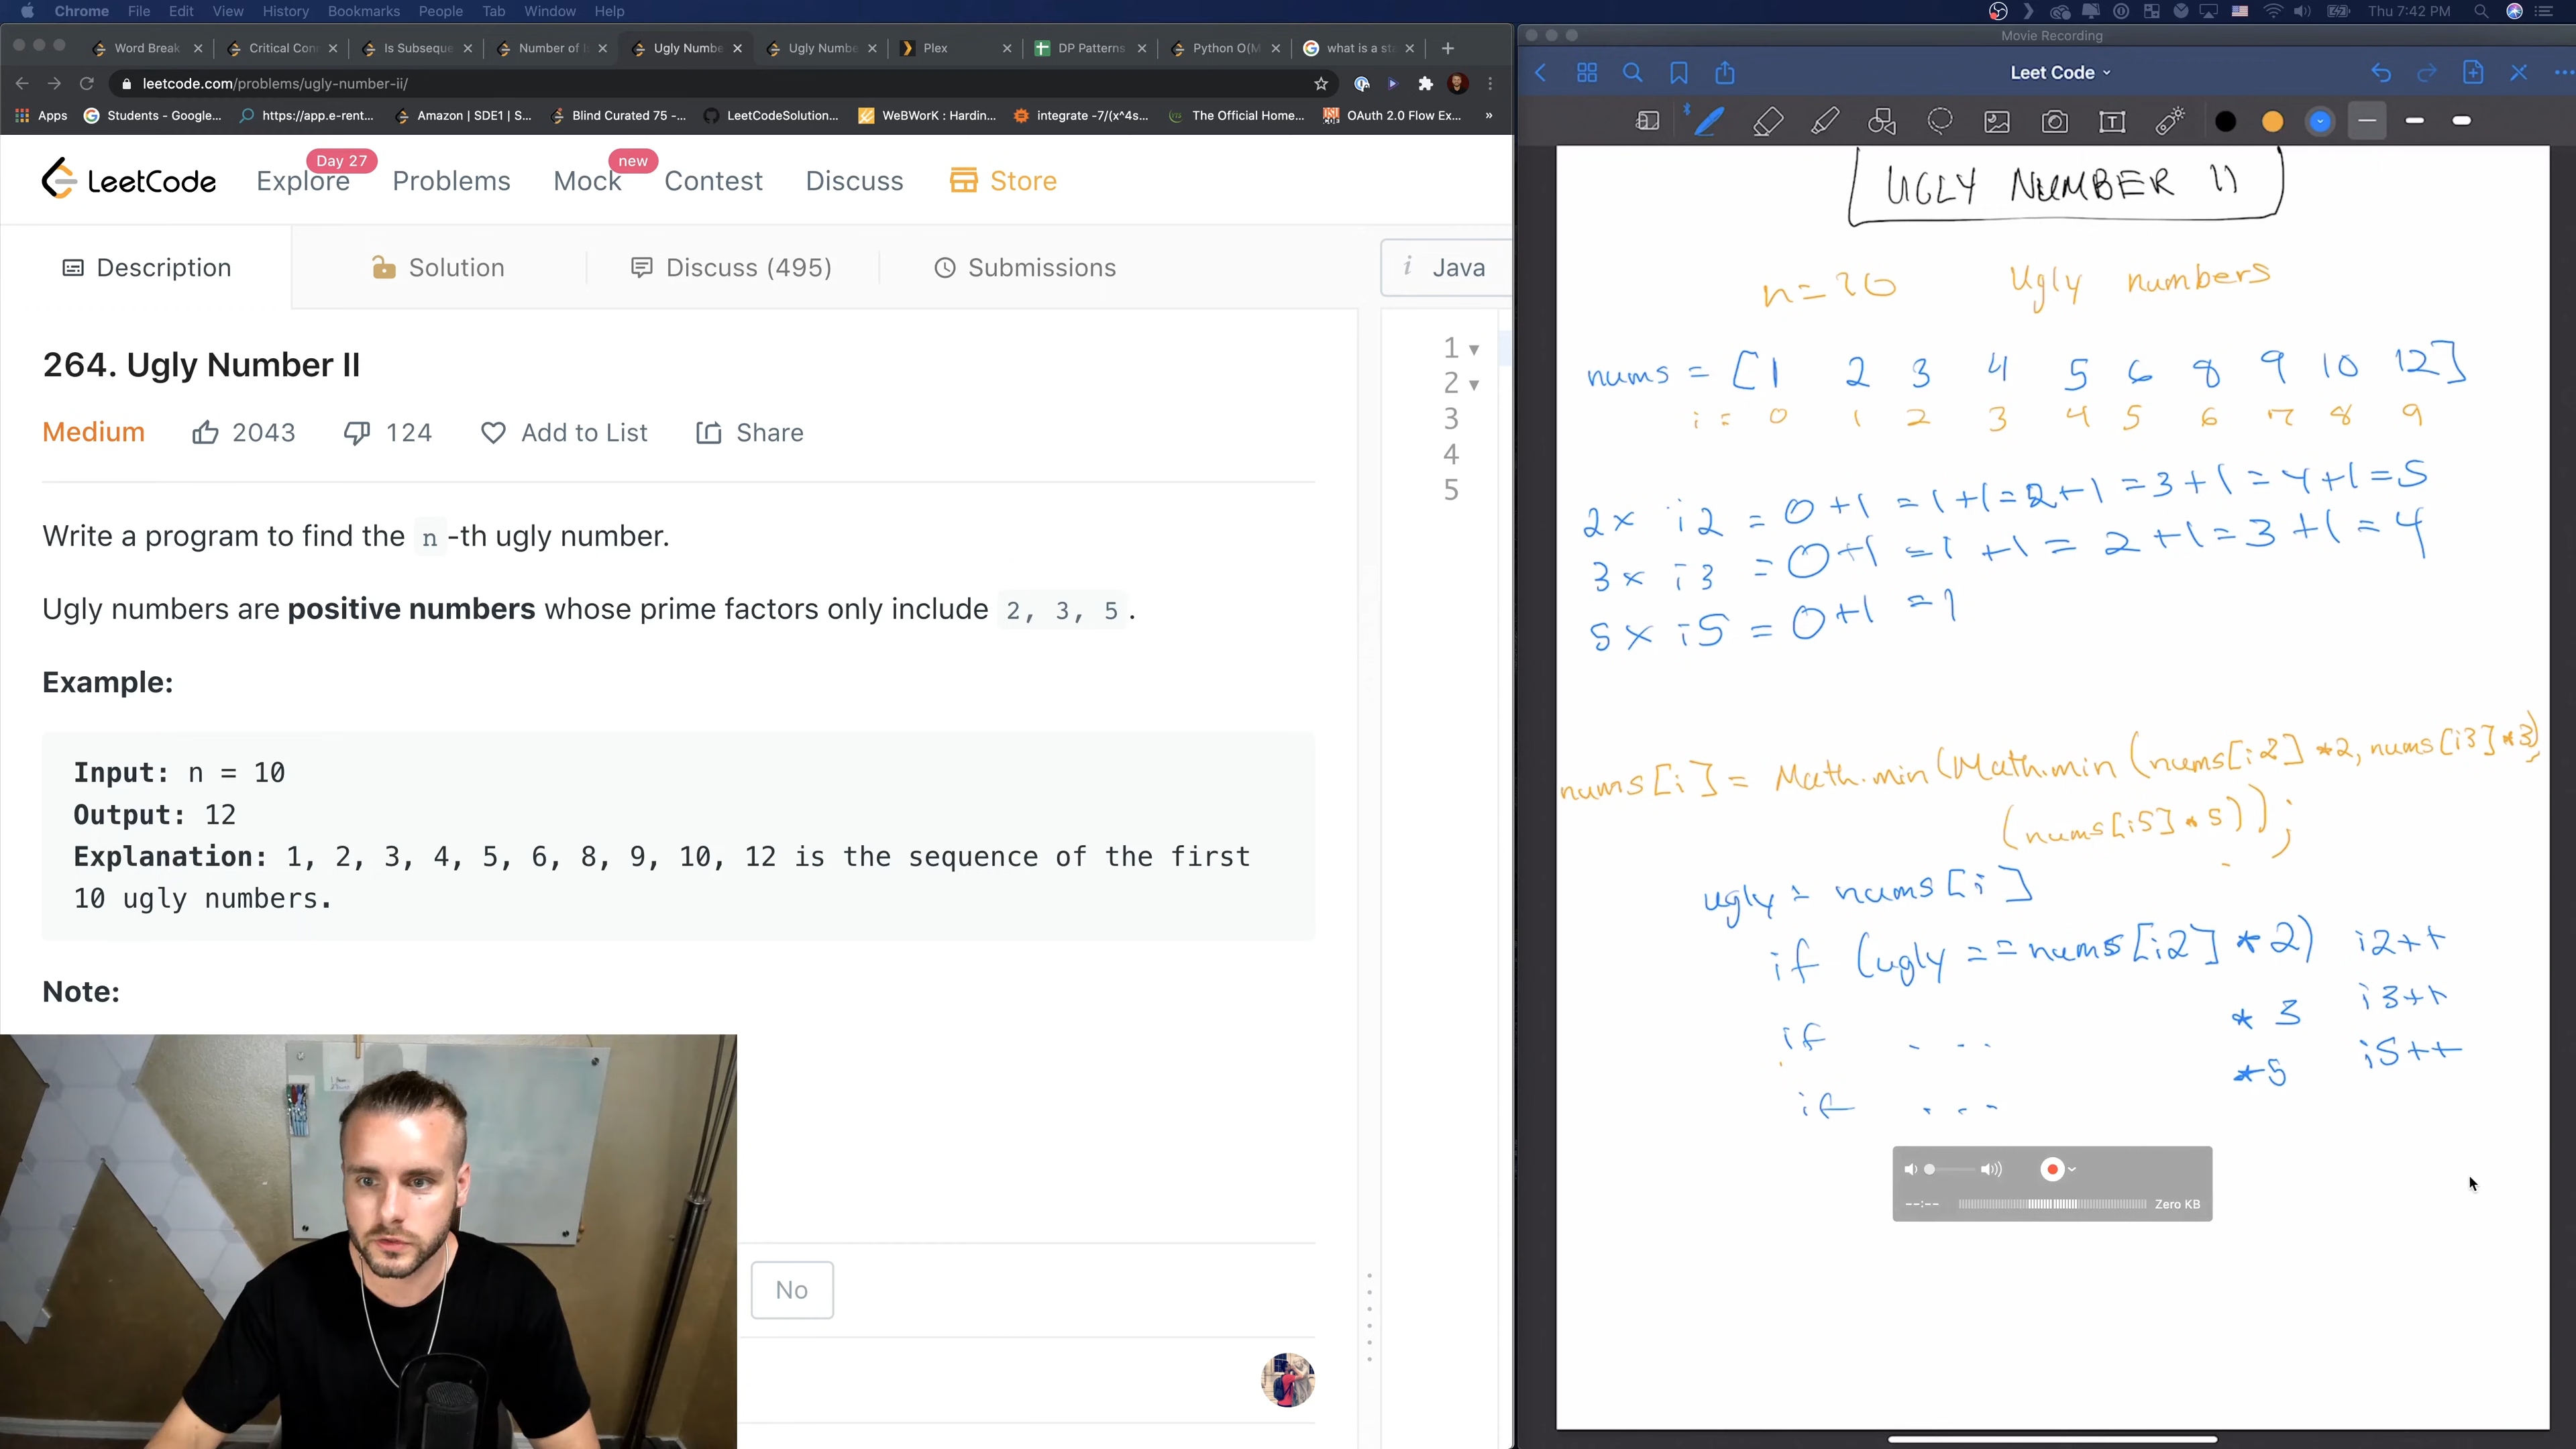 Chrome File Edit View History Bookmarks People Tab Window Help
Thu 7:42 PM
Word Break
Critical Con
Is Subseque
Number of I
Ugly Numbe
Ugly Numbe
Plex
DP Patterns
Python O(M
what is a sta
leetcode.com/problems/ugly-number-ii/
Apps
Students - Google...
https://app.e-rent...
Amazon | SDE1 | S...
Blind Curated 75 -...
LeetCodeSolution...
WeBWorK : Hardin...
integrate -7/(x^4s...
The Official Home...
OAuth 2.0 Flow Ex...
»
LeetCode
Explore
Day 27
Problems
Mock
new
Contest
Discuss
Store
Description
Solution
Discuss (495)
Submissions
i Java
264. Ugly Number II
Medium 2043 124 Add to List Share
Write a program to find the n -th ugly number.
Ugly numbers are positive numbers whose prime factors only include 2, 3, 5 .
Example:
Input: n = 10
Output: 12
Explanation: 1, 2, 3, 4, 5, 6, 8, 9, 10, 12 is the sequence of the first
10 ugly numbers.
Note:
No
1
2
3
4
5
Movie Recording
Leet Code
UGLY NUMBER II
n=10 Ugly numbers
nums = [1 2 3 4 5 6 8 9 10 12]
i = 0 1 2 3 4 5 6 7 8 9
2x i2 = 0+1 = 1+1 = 2+1 = 3+1 = 4+1 = 5
3x i3 = 0+1 = 1+1 = 2+1 = 3+1 = 4
5x i5 = 0+1 = 1
nums[i] = Math.min(Math.min(nums[i2]*2, nums[i3]*3),
(nums[i5]*5));
ugly = nums[i]
if (ugly == nums[i2] * 2) i2++
if ... * 3 i3++
if ... *5 i5++
--:-- Zero KB